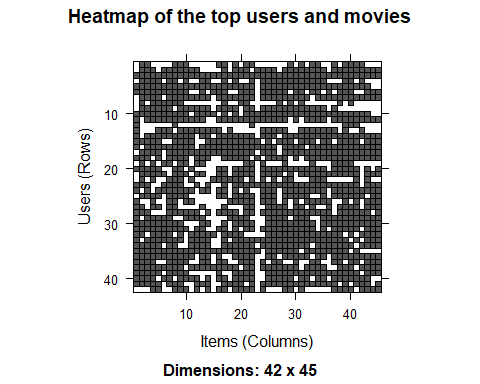 Heatmap of the top users and movies
Users (Rows)
10
20
30
40
10 20 30 40
Items (Columns)
Dimensions: 42 x 45